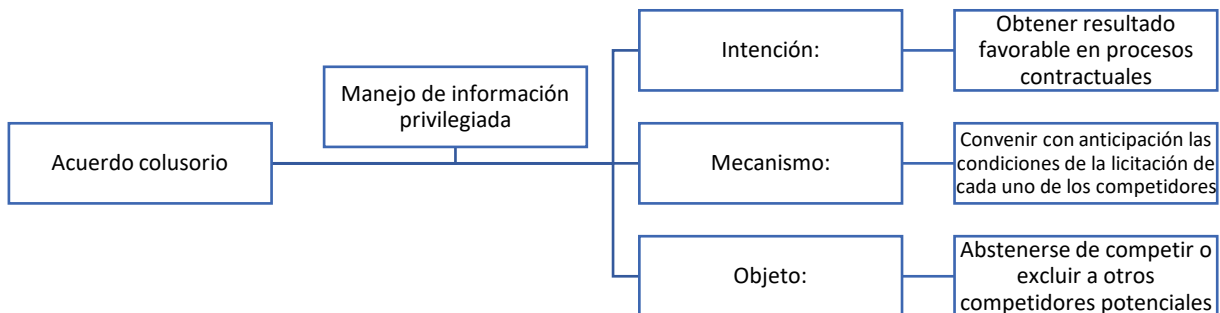 Acuerdo colusorio
Manejo de información
privilegiada
Intención:
Obtener resultado
favorable en procesos
contractuales
Mecanismo:
Convenir con anticipación las
condiciones de la licitación de
cada uno de los competidores
Objeto:
Abstenerse de competir o
excluir a otros
competidores potenciales